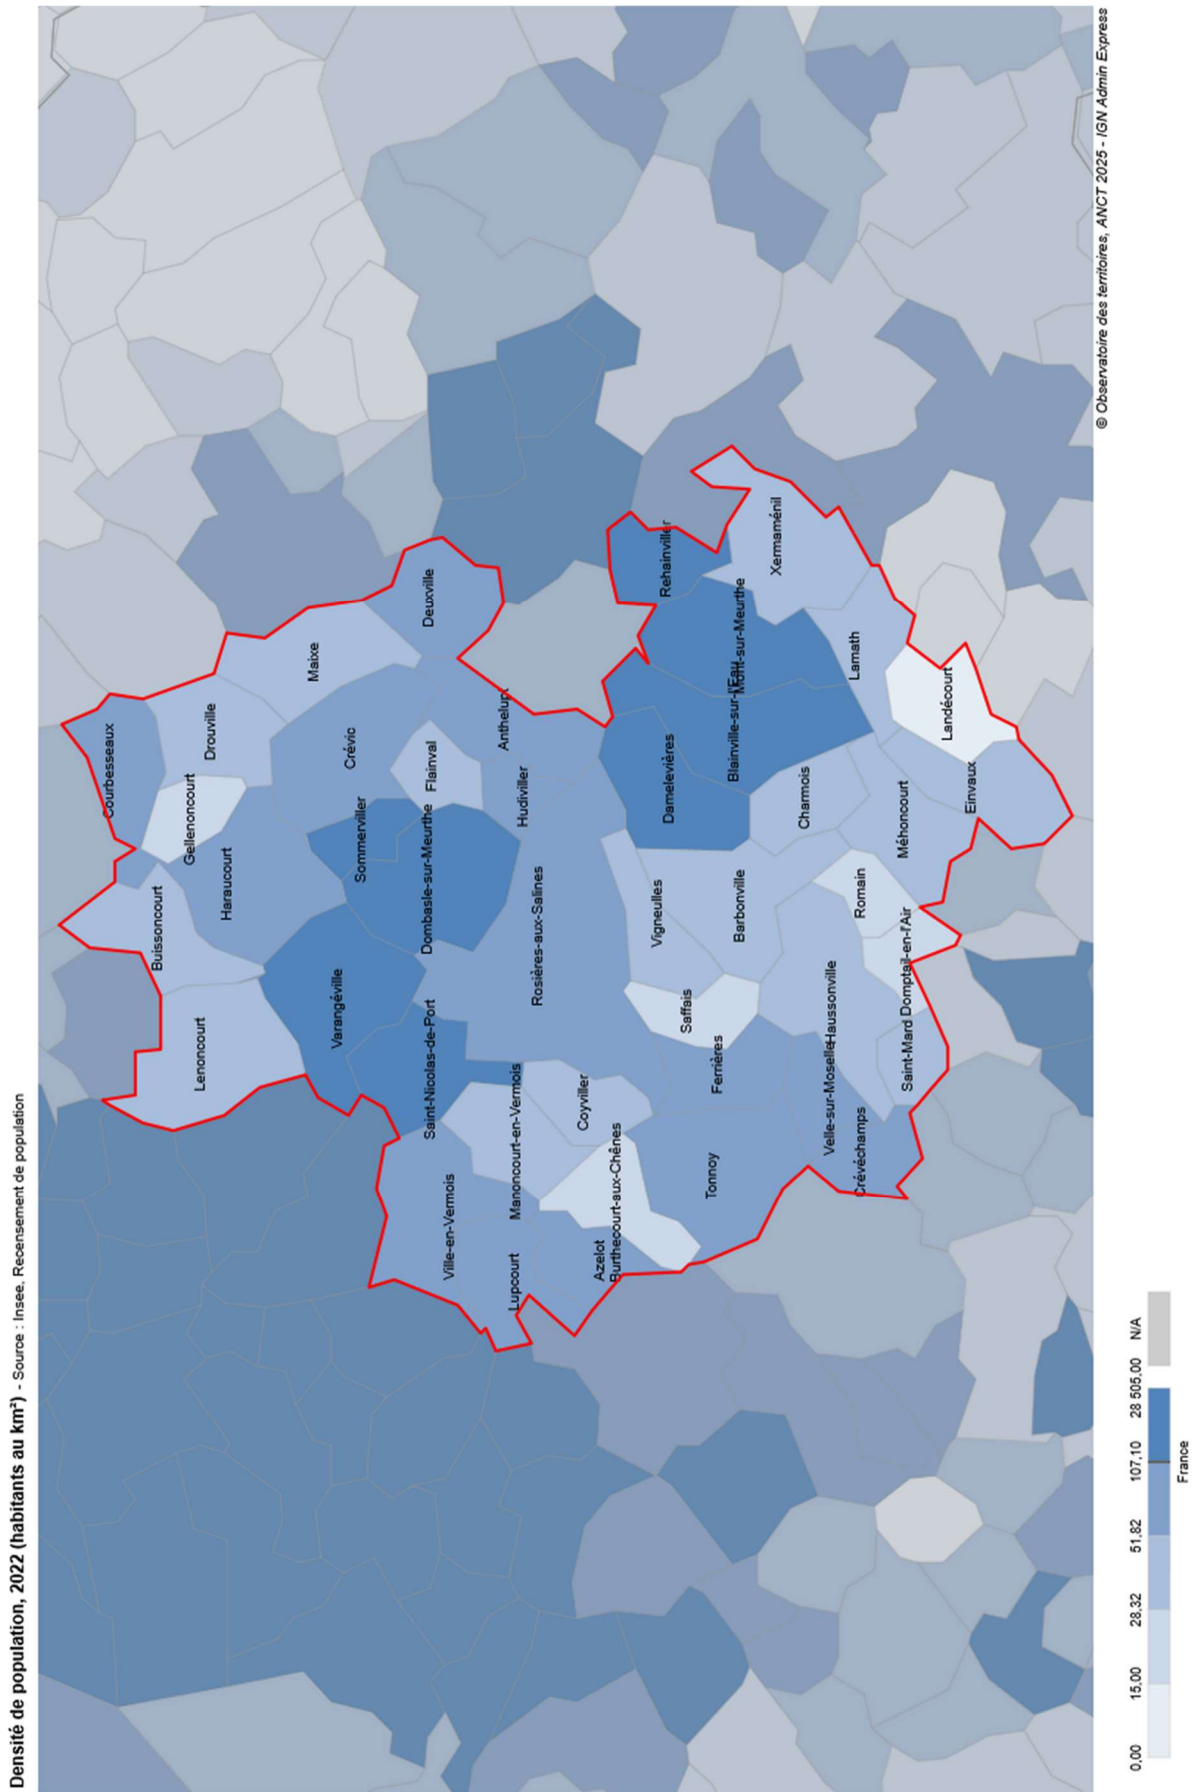 Densité de population, 2022 (habitants au km²) - Source : Insee, Recensement de population
Courbesseaux
Buissoncourt
Gellenoncourt
Drouville
Lenoncourt
Haraucourt
Maixe
Varangéville
Sommerviller
Crévic
Saint-Nicolas-de-Port
Dombasle-sur-Meurthe
Flainval
Deuxville
Ville-en-Vermois
Anthelupt
Lupcourt
Manoncourt-en-Vermois
Rosières-aux-Salines
Hudiviller
Coyviller
Azelot
Burthecourt-aux-Chênes
Vigneulles
Damelevières
Rehainviller
Saffais
Tonnoy
Ferrières
Barbonville
Blainville-sur-l'Eau
Mont-sur-Meurthe
Xermaménil
Charmois
Velle-sur-Moselle
Haussonville
Crévéchamps
Romain
Lamath
Saint-Mard
Domptail-en-l'Air
Méhoncourt
Landécourt
Einvaux
© Observatoire des territoires, ANCT 2025 - IGN Admin Express
0,00 15,00 28,32 51,82 107,10 28 505,00 N/A
France